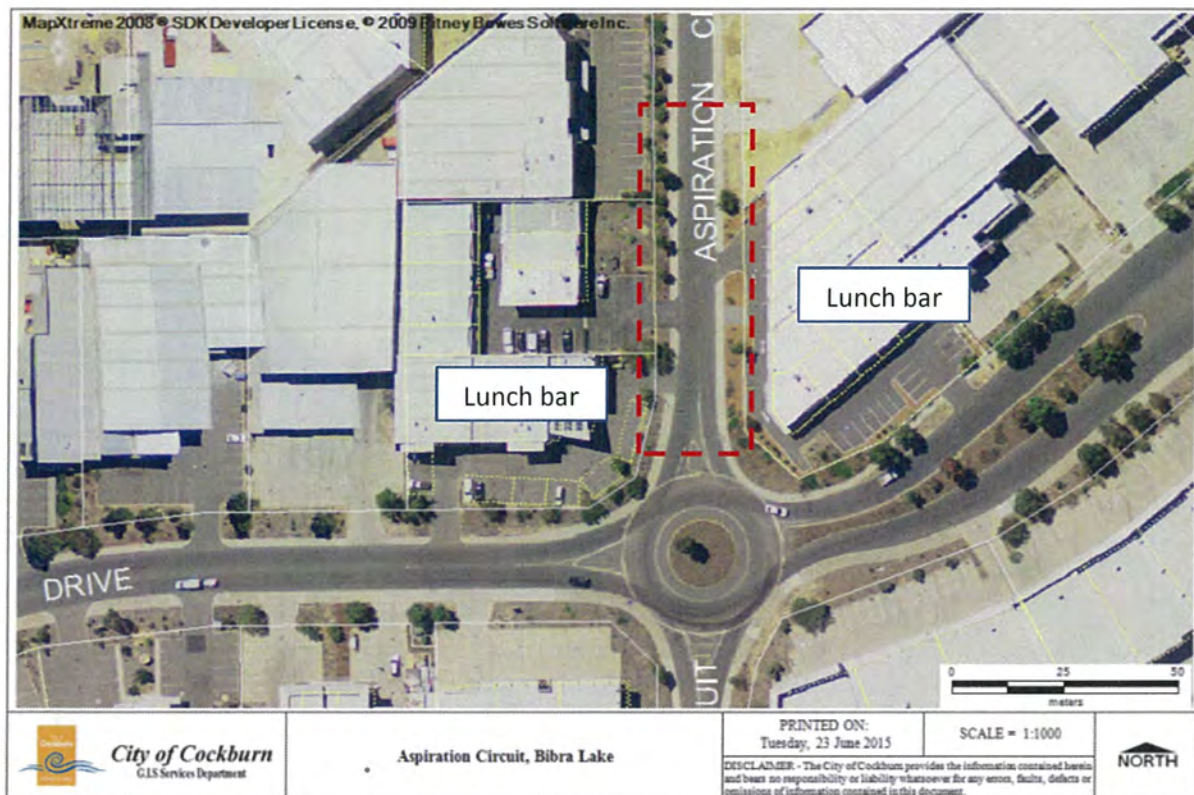 MapXtreme 2008 ® SDK Developer License, © 2009 Pitney Bowes Software Inc.
ASPIRATION
Lunch bar
Lunch bar
DRIVE
UIT
0 25 50
meters
City of Cockburn
G.I.S Services Department
Aspiration Circuit, Bibra Lake
PRINTED ON:
Tuesday, 23 June 2015
SCALE = 1:1000
DISCLAIMER - The City of Cockburn provides the information contained herein
and bears no responsibility or liability whatsoever for any errors, faults, defects or
omissions of information contained in this document.
NORTH